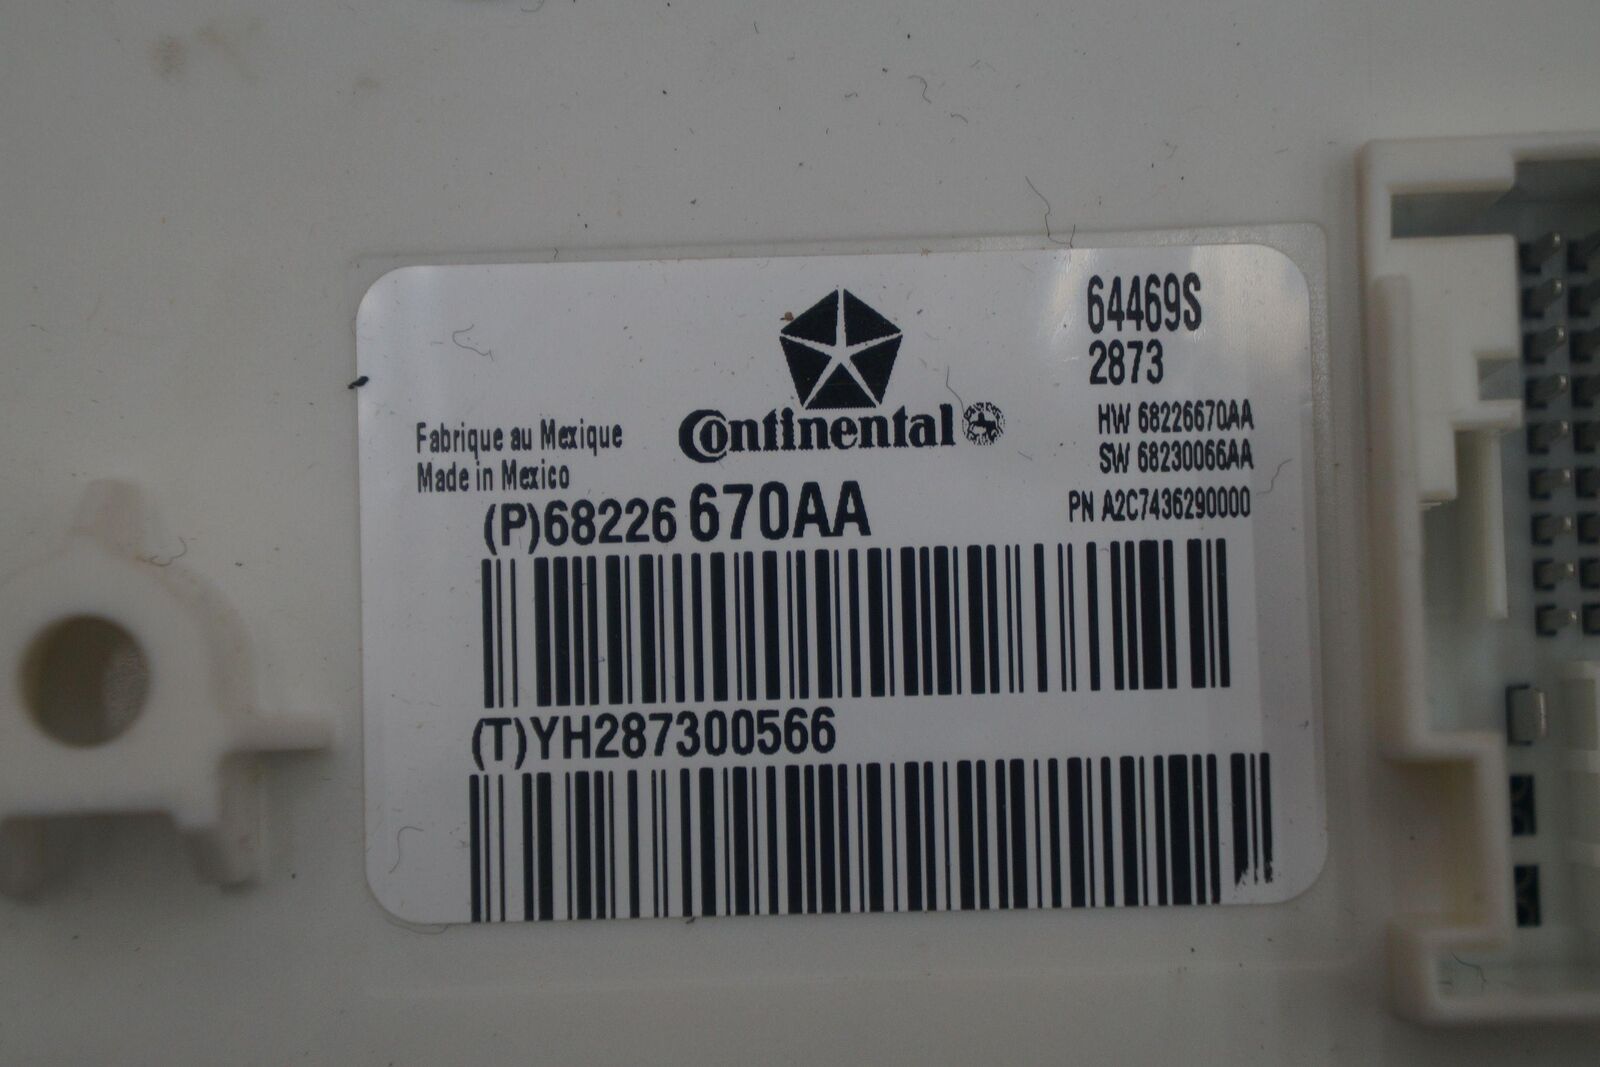 64469S
2873
Continental
HW 68226670AA
Fabrique au Mexique
SW 68230066AA
Made in Mexico
PN A2C7436290000
(P)68226 670AA
(T)YH287300566